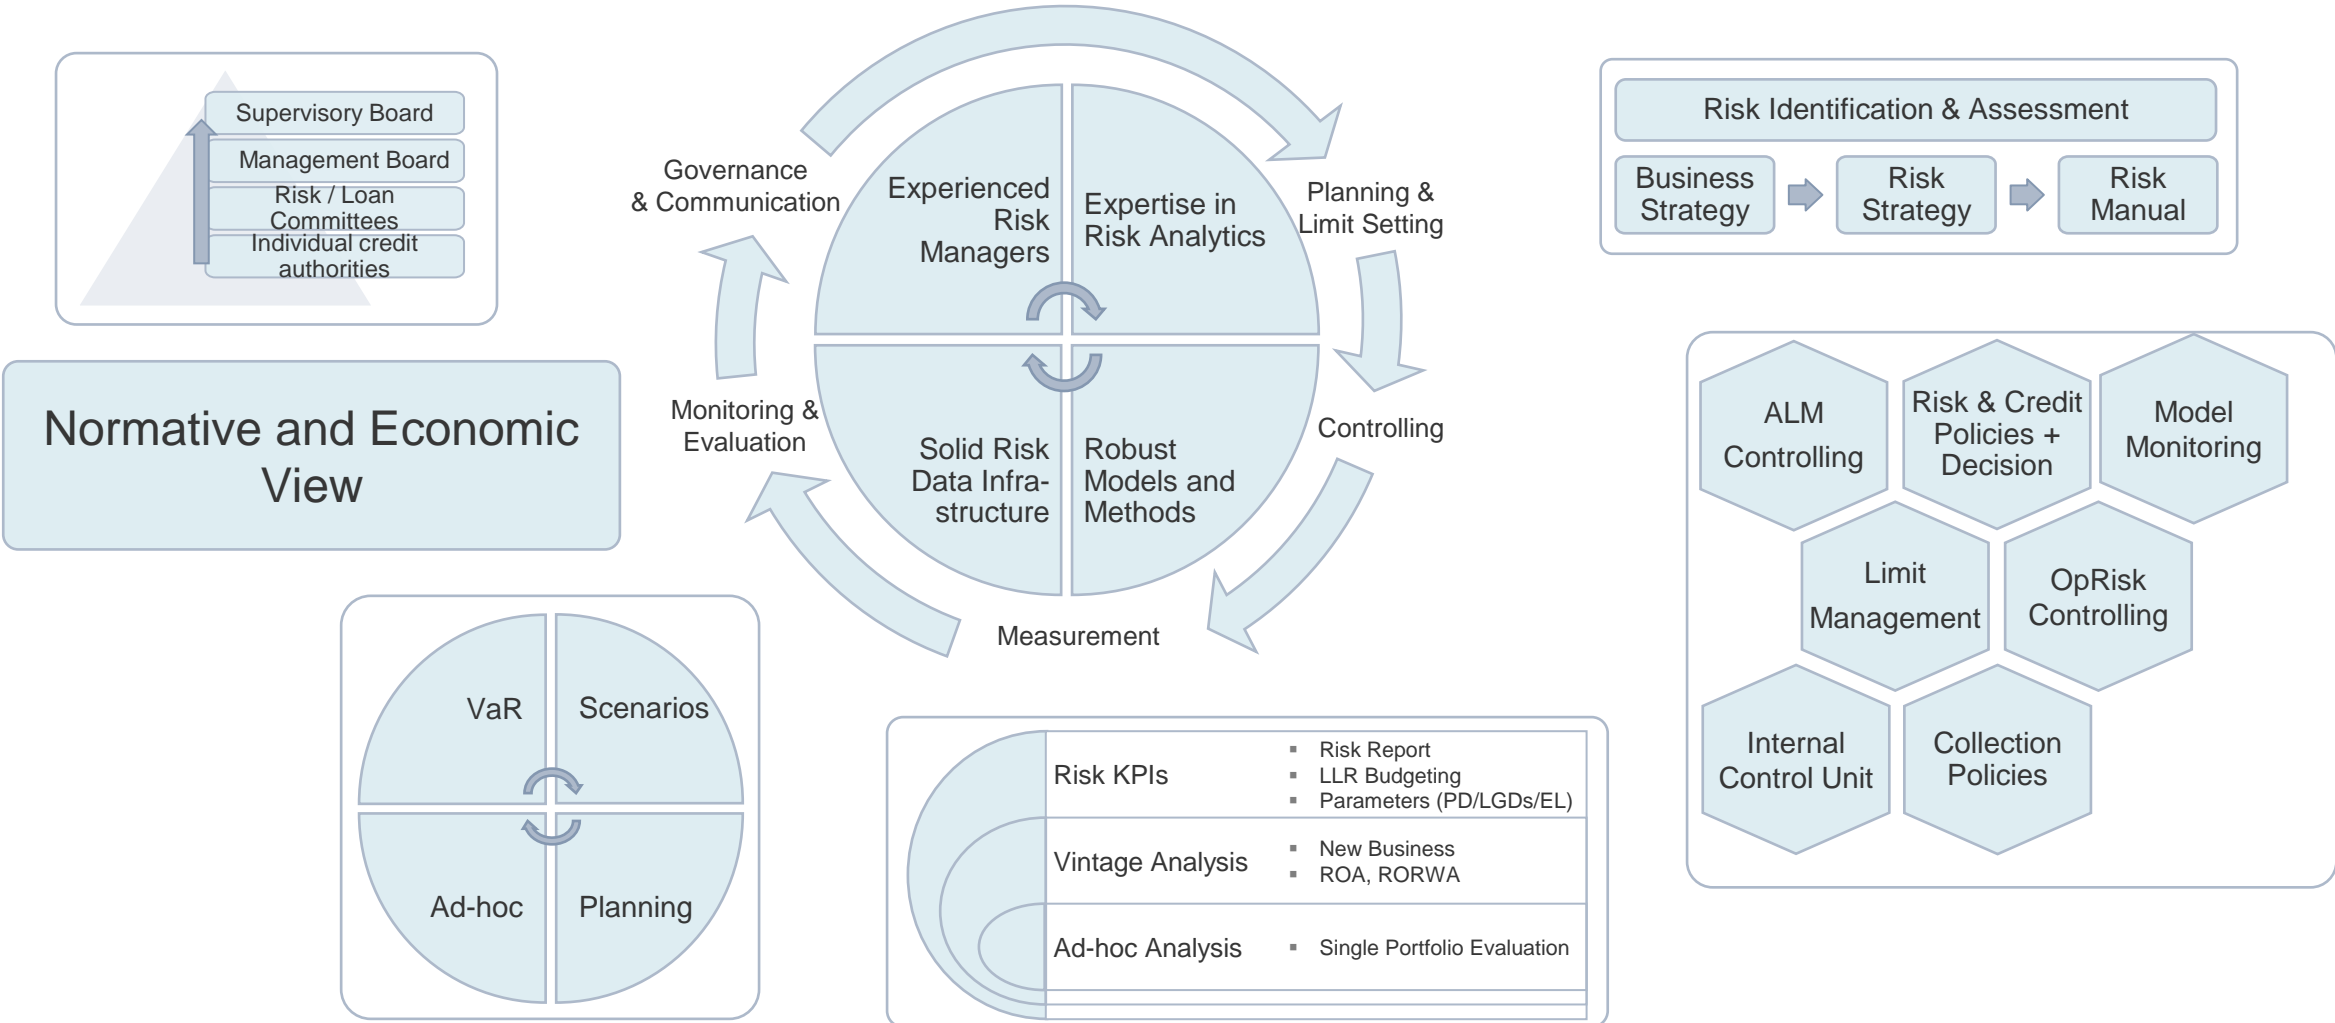 Supervisory Board
Management Board
Risk / Loan
Committees
Individual credit
authorities
Normative and Economic
View
Governance
& Communication
Planning &
Limit Setting
Controlling
Measurement
Monitoring &
Evaluation
Experienced
Risk
Managers
Expertise in
Risk Analytics
Solid Risk
Data Infra-
structure
Robust
Models and
Methods
Risk Identification & Assessment
Business
Strategy
Risk
Strategy
Risk
Manual
ALM
Controlling
Risk & Credit
Policies +
Decision
Model
Monitoring
Limit
Management
OpRisk
Controlling
Internal
Control Unit
Collection
Policies
VaR
Scenarios
Ad-hoc
Planning
Risk KPIs
▪ Risk Report
▪ LLR Budgeting
▪ Parameters (PD/LGDs/EL)
Vintage Analysis
▪ New Business
▪ ROA, RORWA
Ad-hoc Analysis
▪ Single Portfolio Evaluation